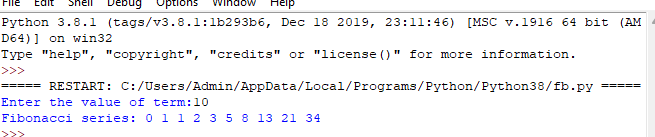 File Edit Shell Debug Options Window Help
Python 3.8.1 (tags/v3.8.1:1b293b6, Dec 18 2019, 23:11:46) [MSC v.1916 64 bit (AM
D64)] on win32
Type "help", "copyright", "credits" or "license()" for more information.
>>>
===== RESTART: C:/Users/Admin/AppData/Local/Programs/Python/Python38/fb.py =====
Enter the value of term:10
Fibonacci series: 0 1 1 2 3 5 8 13 21 34
>>>